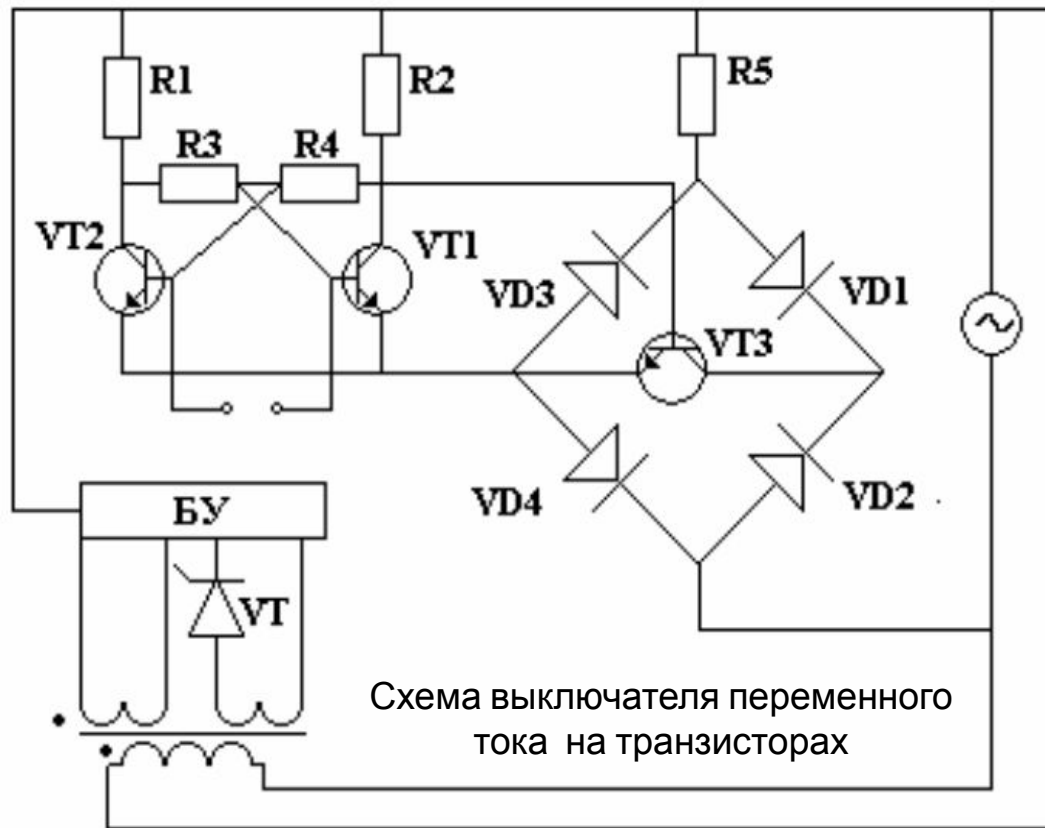 R1
R2
R5
R3
R4
VT2
VT1
VD3
VD1
VT3
VD4
VD2
БУ
VT
Схема выключателя переменного
тока на транзисторах